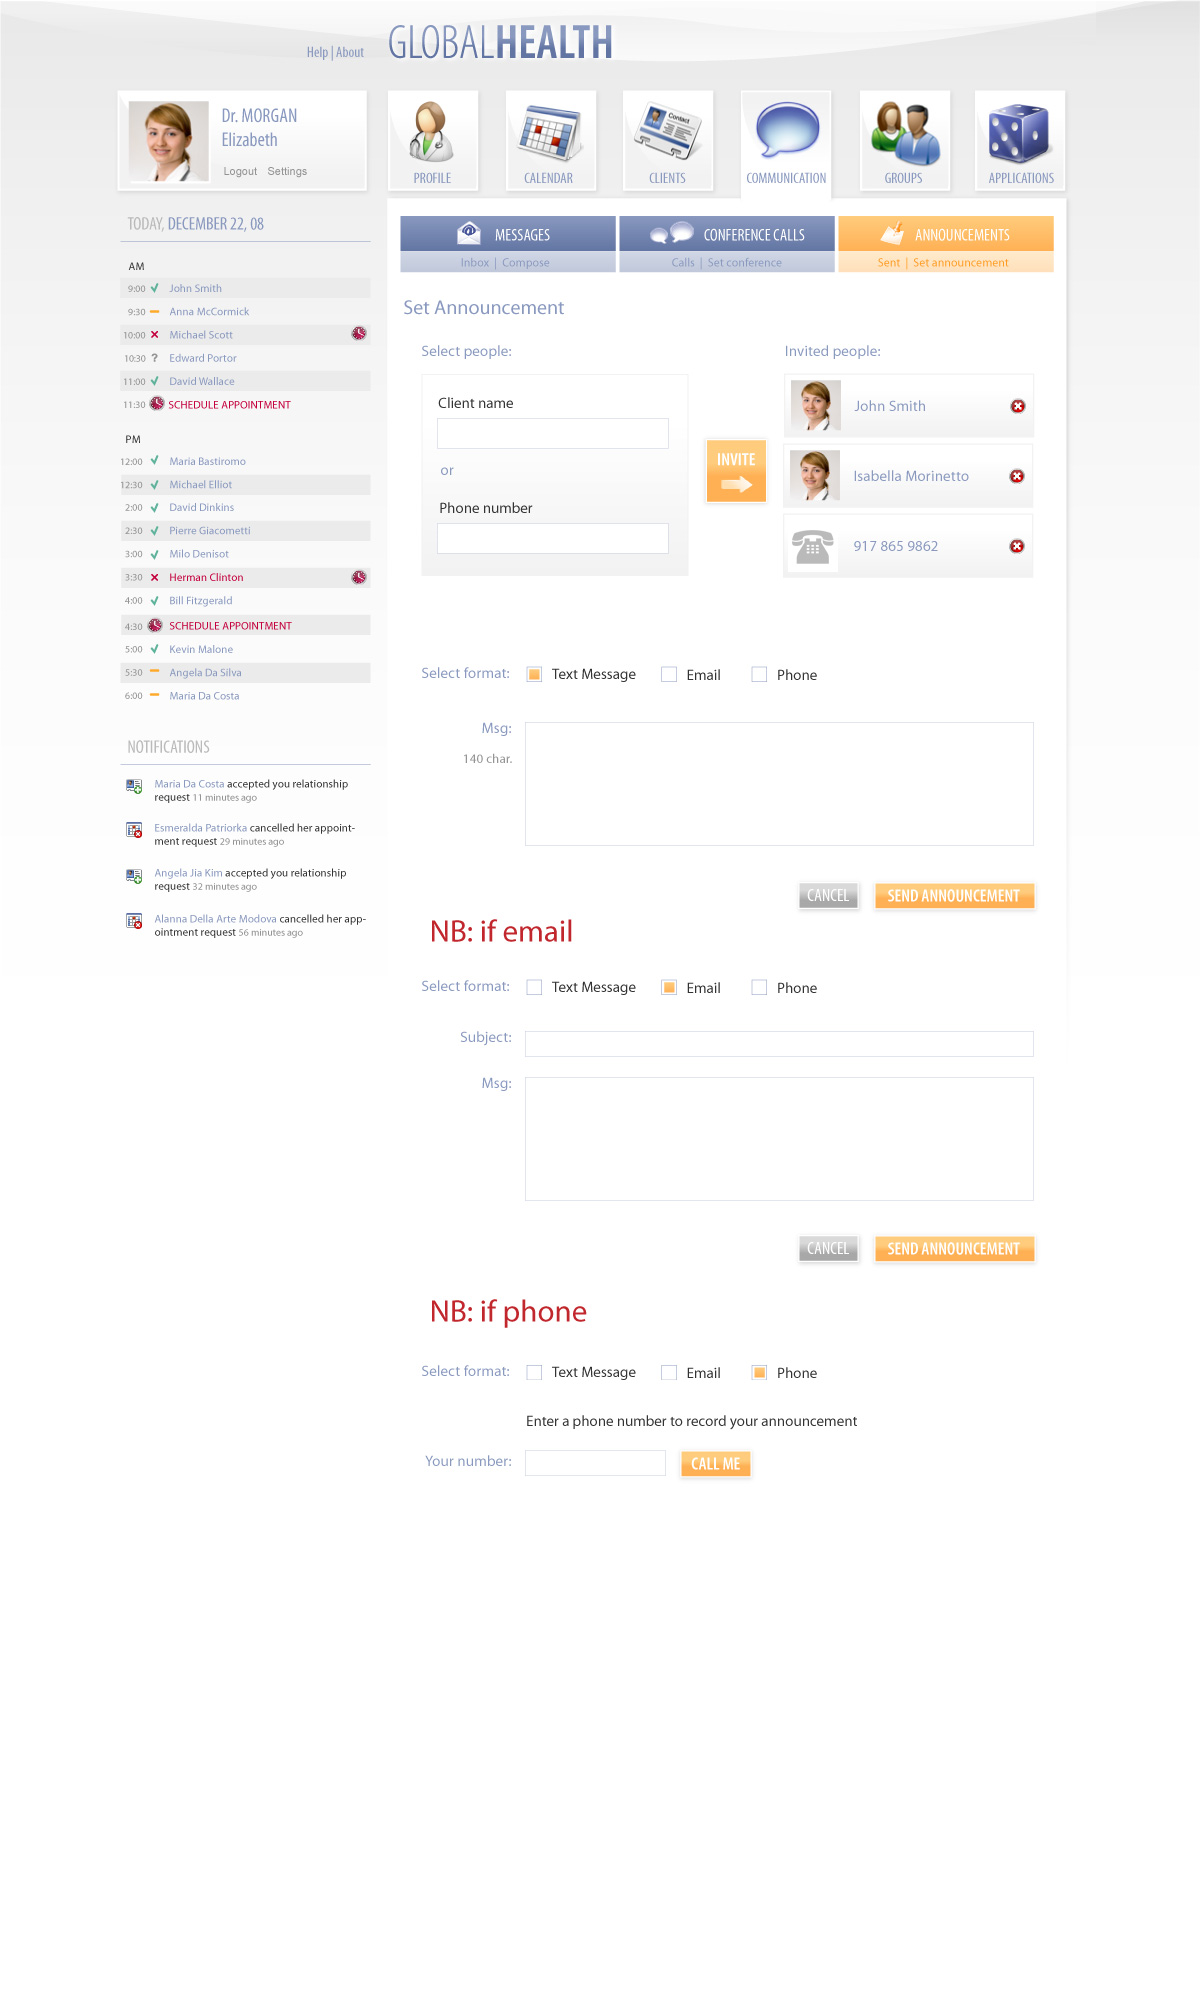 Help | About
GLOBALHEALTH
Dr. MORGAN
Elizabeth
Logout Settings
PROFILE
CALENDAR
Contact
CLIENTS
COMMUNICATION
GROUPS
APPLICATIONS
TODAY, DECEMBER 22, 08
AM
9:00 John Smith
9:30 Anna McCormick
10:00 Michael Scott
10:30 ? Edward Portor
11:00 David Wallace
11:30 SCHEDULE APPOINTMENT
PM
12:00 Maria Bastiromo
12:30 Michael Elliot
2:00 David Dinkins
2:30 Pierre Giacometti
3:00 Milo Denisot
3:30 Herman Clinton
4:00 Bill Fitzgerald
4:30 SCHEDULE APPOINTMENT
5:00 Kevin Malone
5:30 Angela Da Silva
6:00 Maria Da Costa
NOTIFICATIONS
Maria Da Costa accepted you relationship
request 11 minutes ago
Esmeralda Patriorka cancelled her appoint-
ment request 29 minutes ago
Angela Jia Kim accepted you relationship
request 32 minutes ago
Alanna Della Arte Modova cancelled her app-
ointment request 56 minutes ago
MESSAGES
Inbox | Compose
CONFERENCE CALLS
Calls | Set conference
ANNOUNCEMENTS
Sent | Set announcement
Set Announcement
Select people:
Client name
or
Phone number
INVITE
Invited people:
John Smith
Isabella Morinetto
917 865 9862
Select format: Text Message Email Phone
Msg:
140 char.
CANCEL SEND ANNOUNCEMENT
NB: if email
Select format: Text Message Email Phone
Subject:
Msg:
CANCEL SEND ANNOUNCEMENT
NB: if phone
Select format: Text Message Email Phone
Enter a phone number to record your announcement
Your number: CALL ME